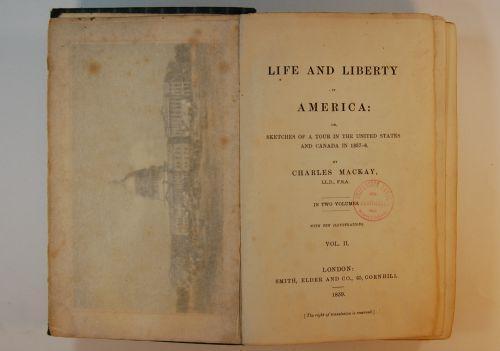 LIFE AND LIBERTY
IN
AMERICA:
OR,
SKETCHES OF A TOUR IN THE UNITED STATES
AND CANADA IN 1857-8.
BY
CHARLES MACKAY,
LL.D., F.S.A.
IN TWO VOLUMES
WITH TEN ILLUSTRATIONS.
VOL. II.
LONDON:
SMITH, ELDER AND CO., 65, CORNHILL.
1859.
[The right of translation is reserved.]